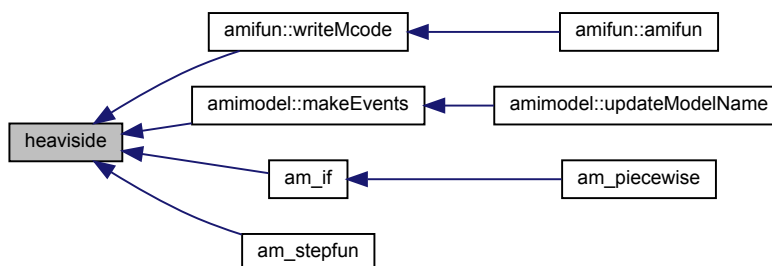 amifun::writeMcode
amifun::amifun
amimodel::makeEvents
amimodel::updateModelName
heaviside
am_if
am_piecewise
am_stepfun